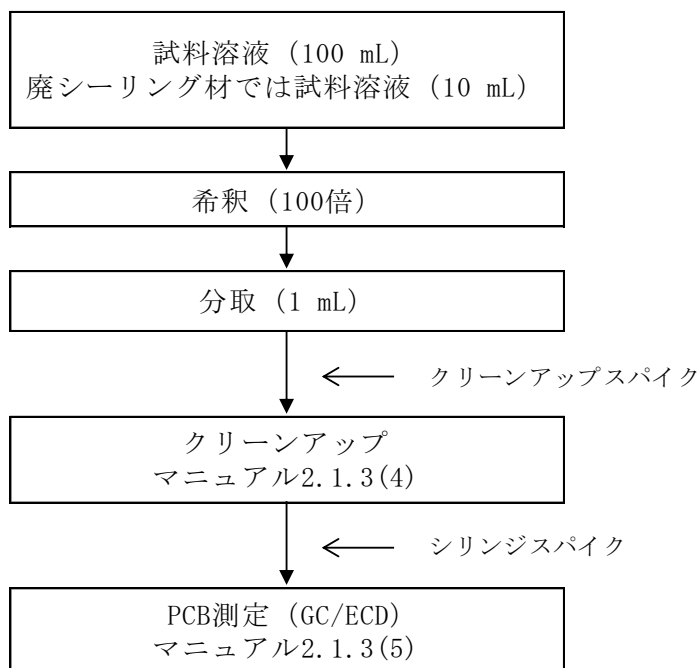 試料溶液 (100 mL)
廃シーリング材では試料溶液 (10 mL)
希釈 (100倍)
分取 (1 mL)
クリーンアップスパイク
クリーンアップ
マニュアル2.1.3(4)
シリンジスパイク
PCB測定 (GC/ECD)
マニュアル2.1.3(5)